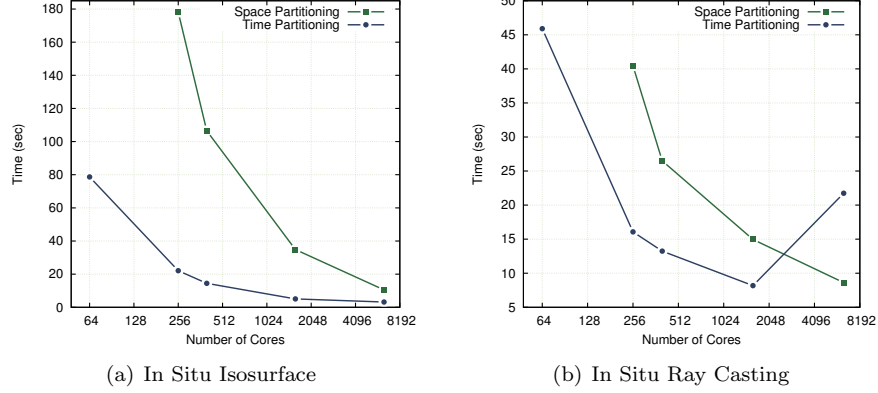 Space Partitioning
Time Partitioning
180
160
140
120
100
80
60
40
20
0
Time (sec)
64 128 256 512 1024 2048 4096 8192
Number of Cores
(a) In Situ Isosurface
Space Partitioning
Time Partitioning
50
45
40
35
30
25
20
15
10
5
Time (sec)
64 128 256 512 1024 2048 4096 8192
Number of Cores
(b) In Situ Ray Casting